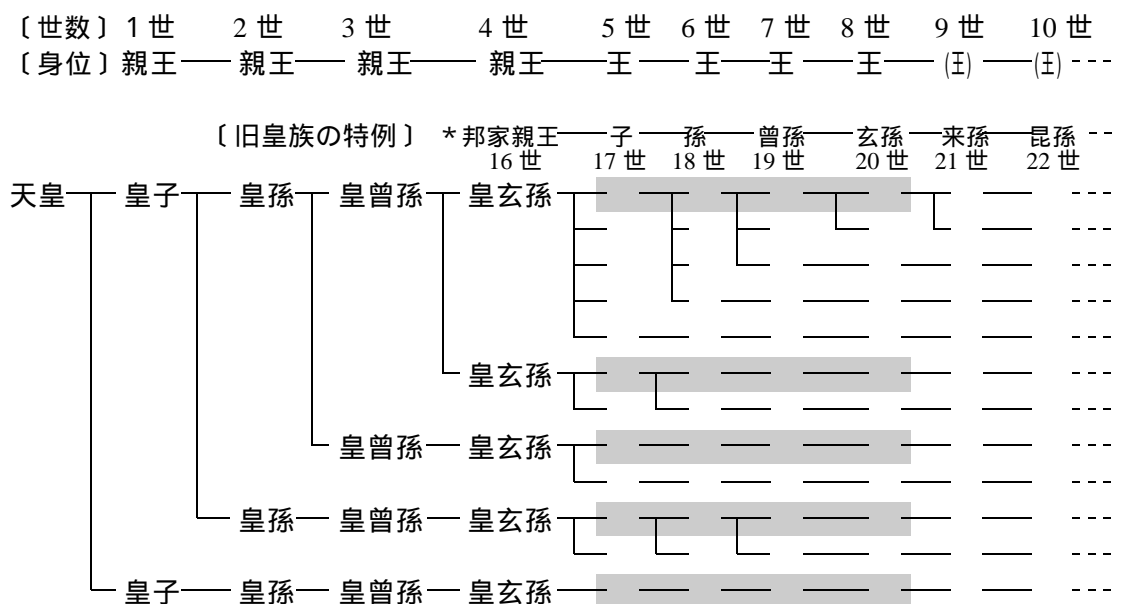 〔世数〕1世 2世 3世 4世 5世 6世 7世 8世 9世 10世
〔身位〕親王 親王 親王 親王 王 王 王 王 (王) (王)
〔旧皇族の特例〕 *邦家親王 子 孫 曽孫 玄孫 来孫 昆孫
16世 17世 18世 19世 20世 21世 22世
天皇 皇子 皇孫 皇曽孫 皇玄孫
皇玄孫
皇曽孫 皇玄孫
皇孫 皇曽孫 皇玄孫
皇子 皇孫 皇曽孫 皇玄孫